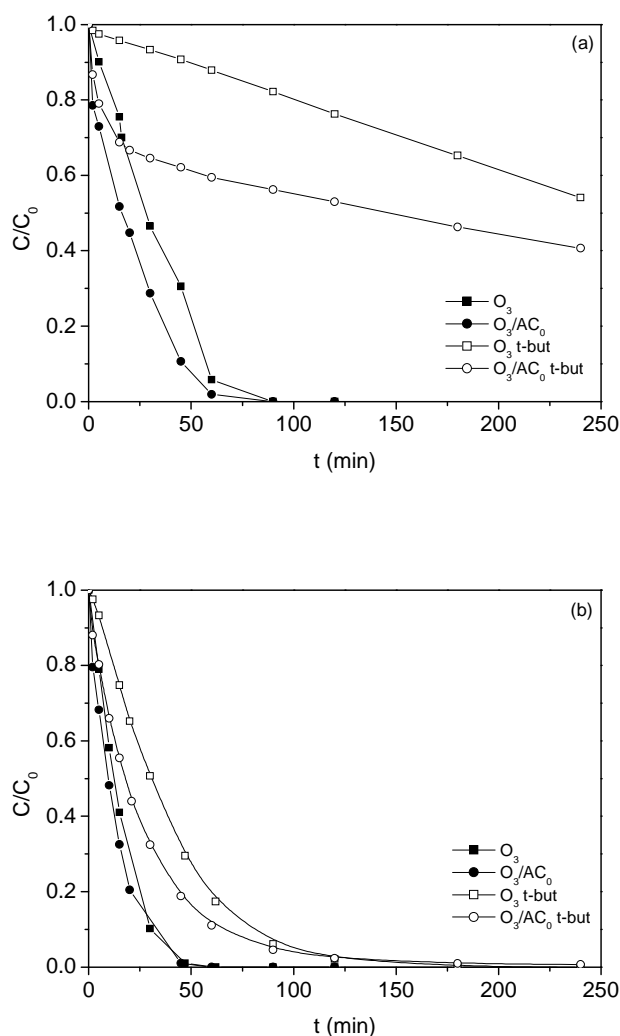 (a)
1.0
0.8
0.6
0.4
0.2
0.0
C/C₀
O₃
O₃/AC₀
O₃ t-but
O₃/AC₀ t-but
0 50 100 150 200 250
t (min)
(b)
1.0
0.8
0.6
0.4
0.2
0.0
C/C₀
O₃
O₃/AC₀
O₃ t-but
O₃/AC₀ t-but
0 50 100 150 200 250
t (min)